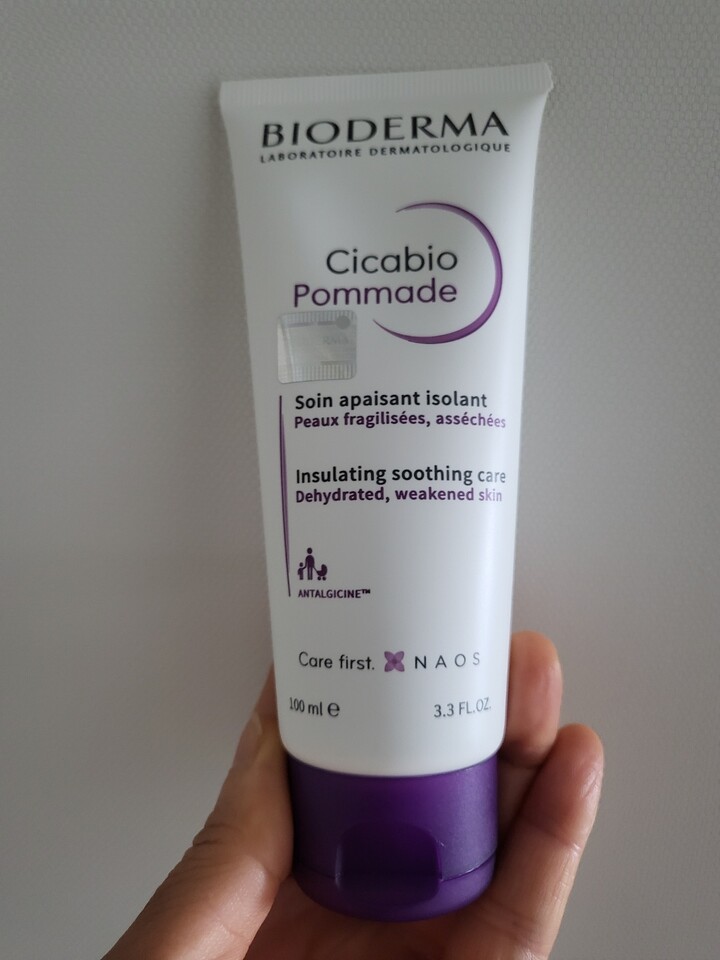 BIODERMA
LABORATOIRE DERMATOLOGIQUE
Cicabio
Pommade
Soin apaisant isolant
Peaux fragilisées, asséchées
Insulating soothing care
Dehydrated, weakened skin
ANTALGICINE™
Care first. NAOS
100 ml ℮
3.3 FL.OZ.